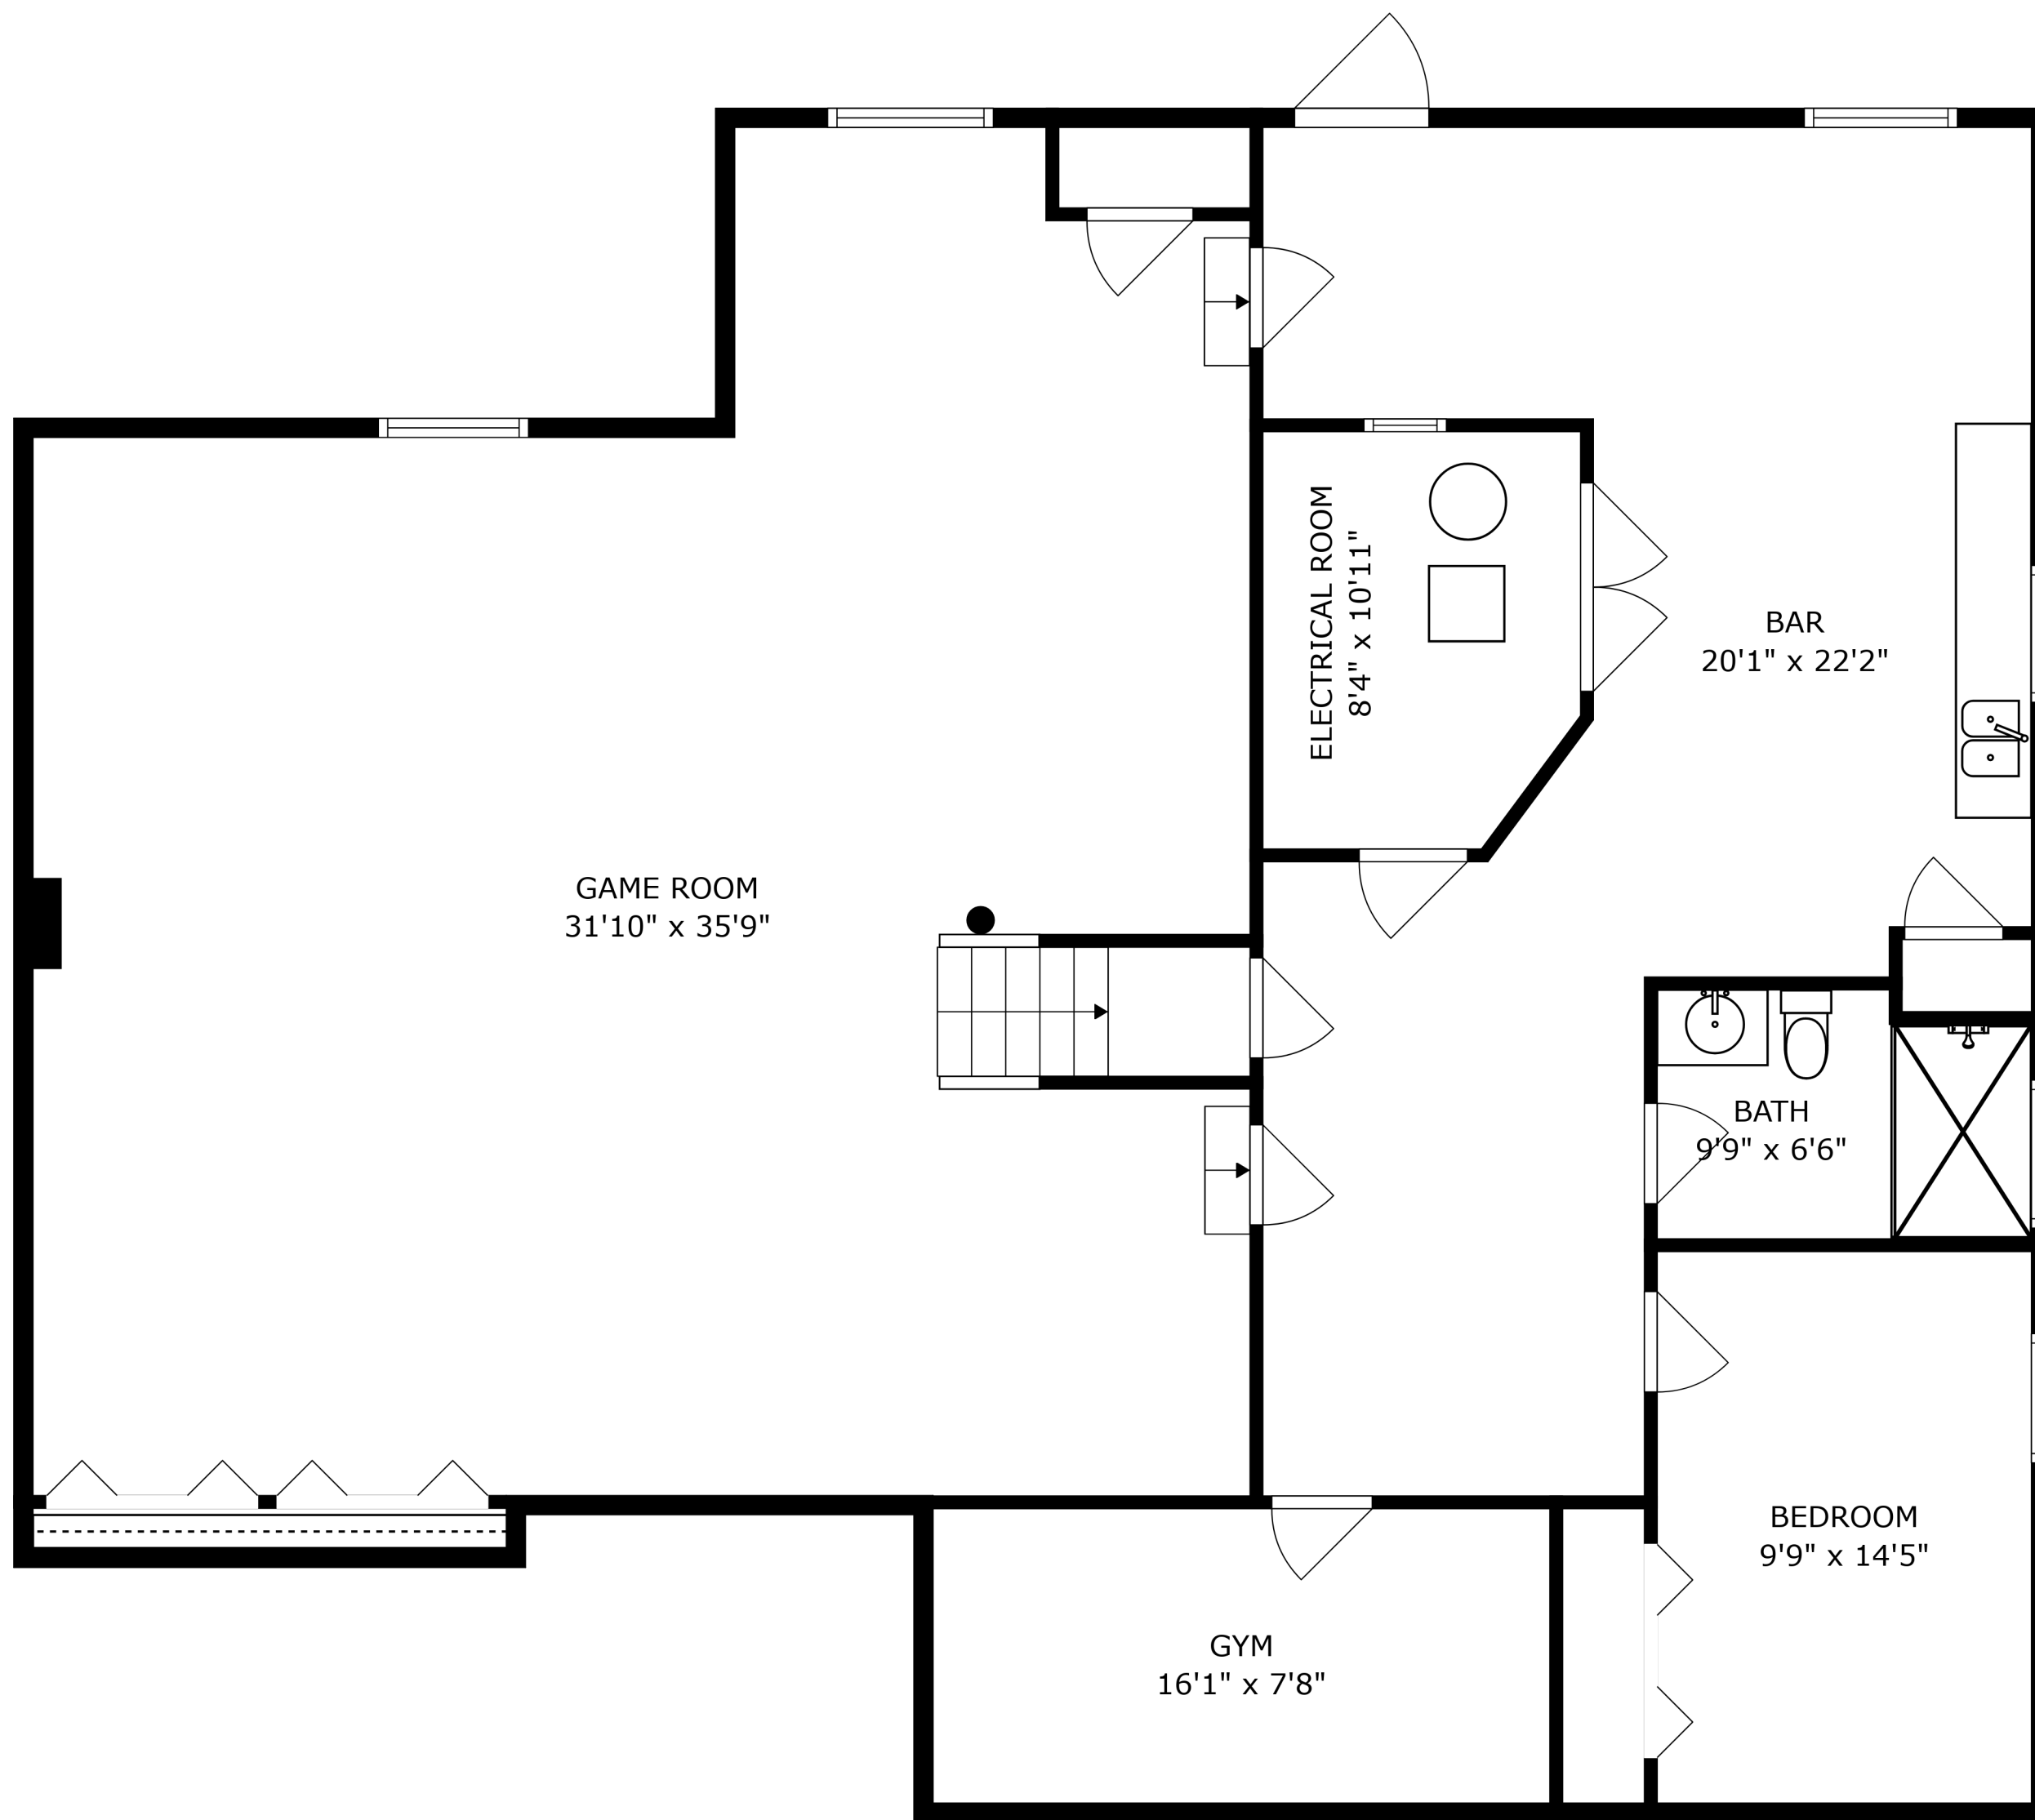 ELECTRICAL ROOM
8'4" x 10'11"
BAR
20'1" x 22'2"
GAME ROOM
31'10" x 35'9"
BATH
9'9" x 6'6"
BEDROOM
9'9" x 14'5"
GYM
16'1" x 7'8"